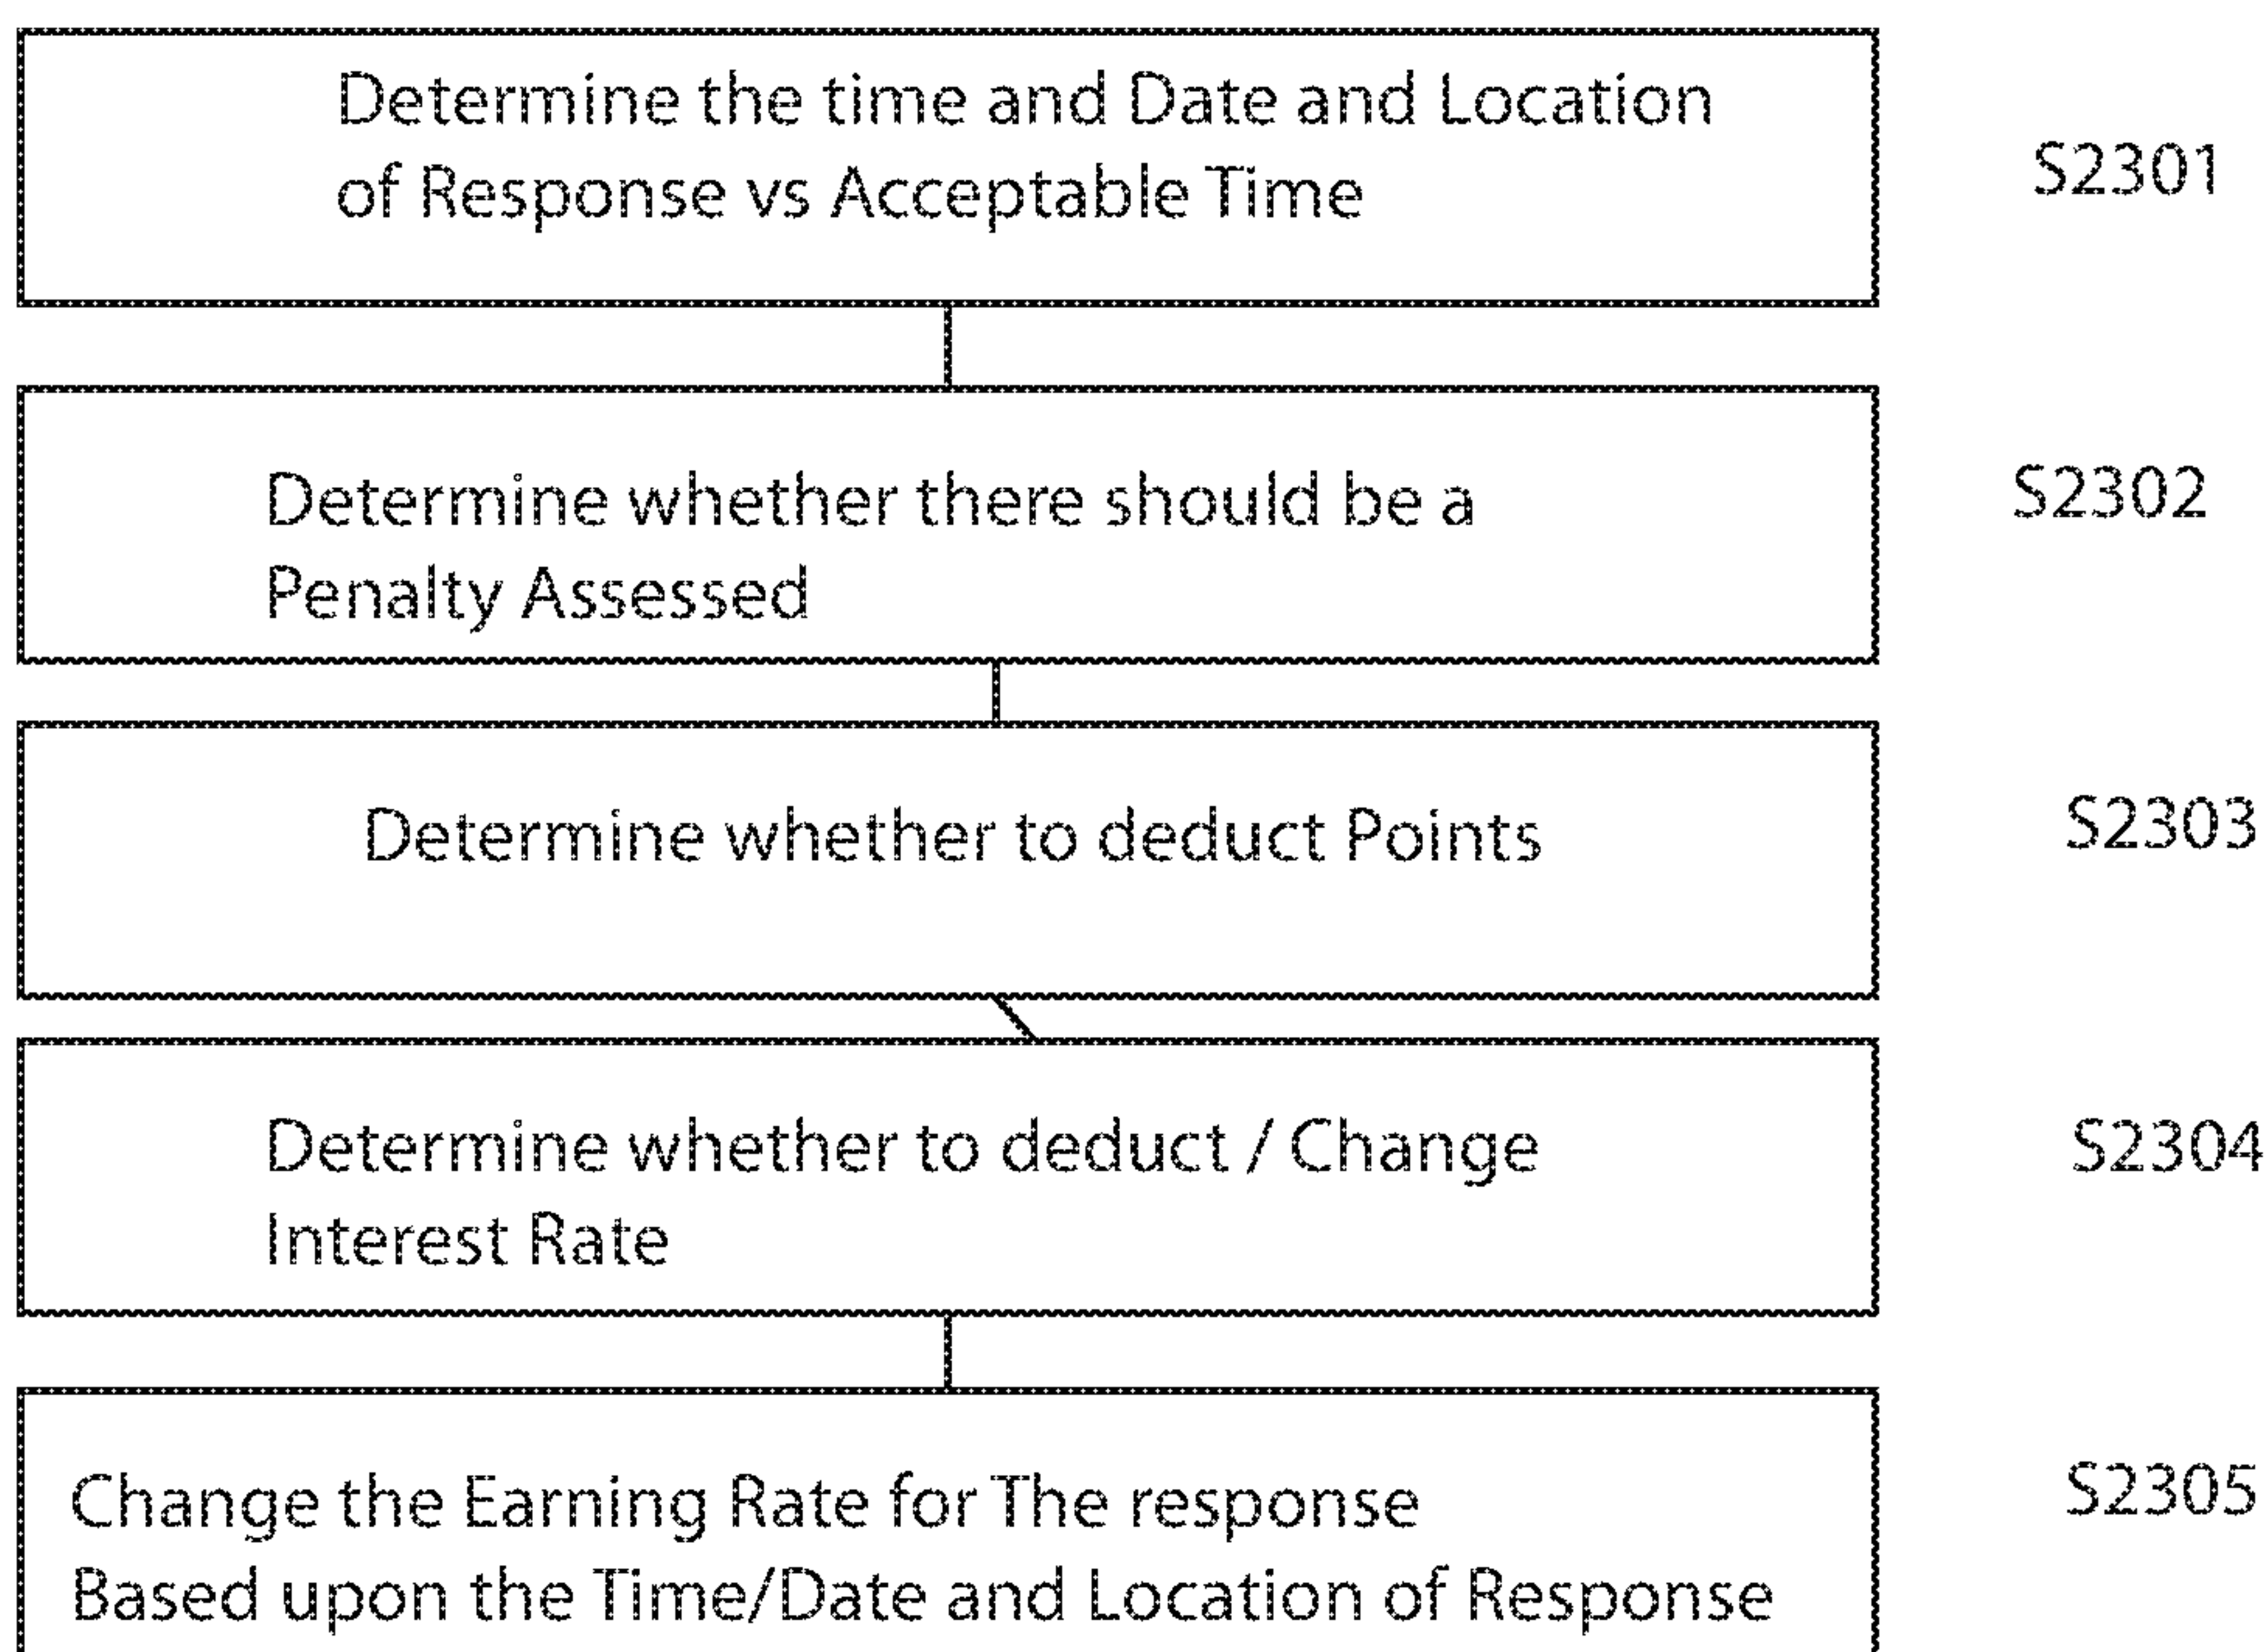 Determine the time and Date and Location
of Response vs Acceptable Time
S2301
Determine whether there should be a
Penalty Assessed
S2302
Determine whether to deduct Points
S2303
Determine whether to deduct / Change
Interest Rate
S2304
Change the Earning Rate for The response
Based upon the Time/Date and Location of Response
S2305